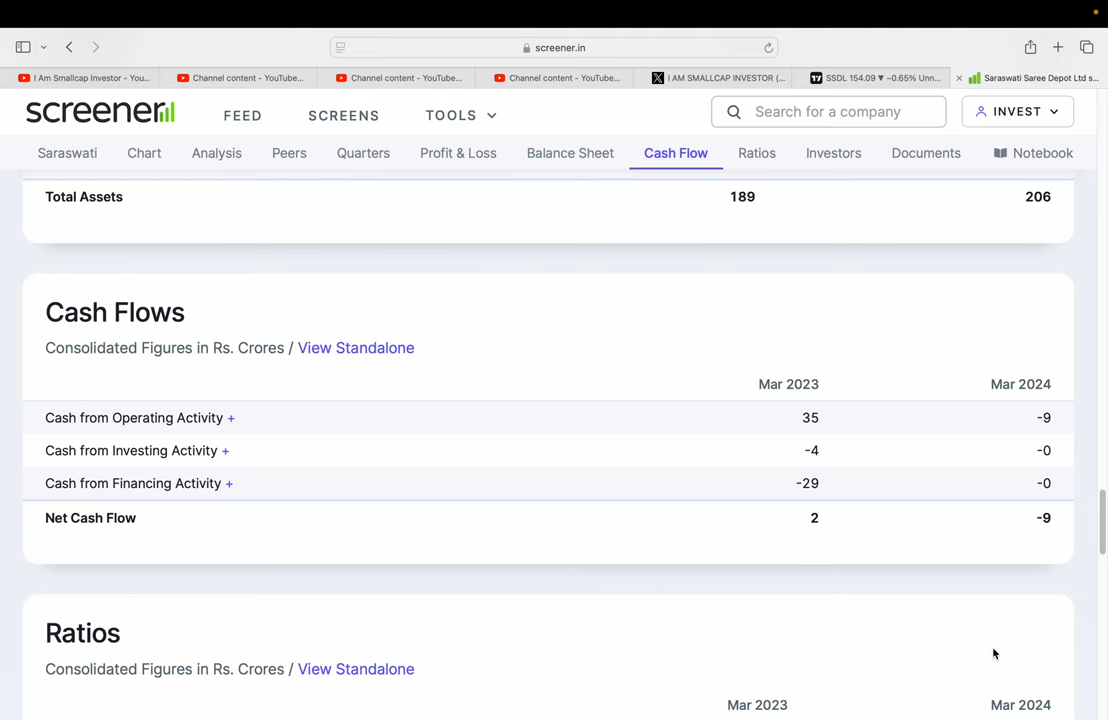 screener.in
I Am Smallcap Investor - You...
Channel content - YouTube...
Channel content - YouTube...
Channel content - YouTube...
I AM SMALLCAP INVESTOR (...
SSDL 154.09 ▼ −0.65% Unn...
Saraswati Saree Depot Ltd s...
screener
FEED
SCREENS
TOOLS
Search for a company
INVEST
Saraswati
Chart
Analysis
Peers
Quarters
Profit & Loss
Balance Sheet
Cash Flow
Ratios
Investors
Documents
Notebook
Total Assets 189 206
Cash Flows
Consolidated Figures in Rs. Crores / View Standalone
Mar 2023 Mar 2024
Cash from Operating Activity + 35 -9
Cash from Investing Activity + -4 -0
Cash from Financing Activity + -29 -0
Net Cash Flow 2 -9
Ratios
Consolidated Figures in Rs. Crores / View Standalone
Mar 2023 Mar 2024